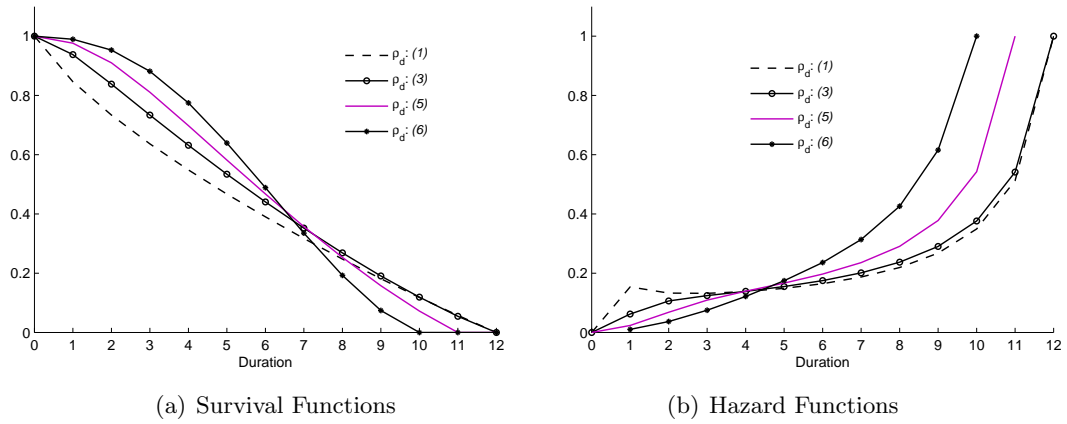 1
0.8
0.6
0.4
0.2
0
0 1 2 3 4 5 6 7 8 9 10 11 12
Duration
ρd: (1)
ρd: (3)
ρd: (5)
ρd: (6)
(a) Survival Functions
1
0.8
0.6
0.4
0.2
0
0 1 2 3 4 5 6 7 8 9 10 11 12
Duration
ρd: (1)
ρd: (3)
ρd: (5)
ρd: (6)
(b) Hazard Functions